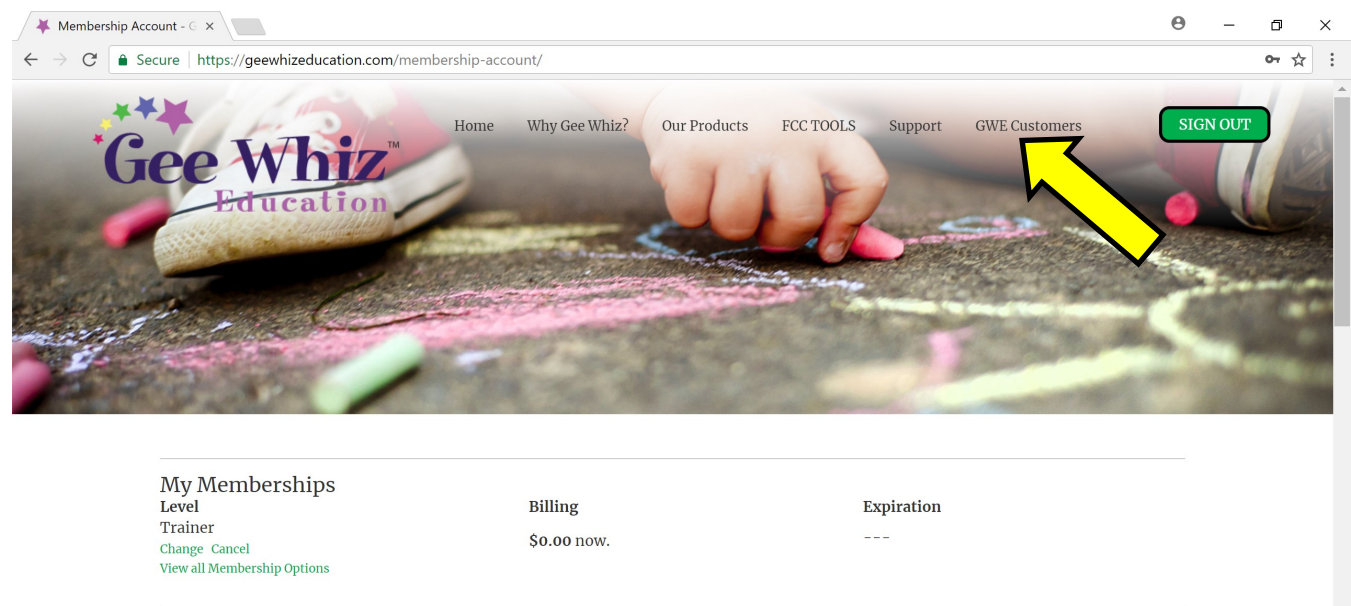 Membership Account - G
Secure https://geewhizeducation.com/membership-account/
Gee Whiz™
Education
Home Why Gee Whiz? Our Products FCC TOOLS Support GWE Customers SIGN OUT
My Memberships
Level Billing Expiration
Trainer
$0.00 now. ---
Change Cancel
View all Membership Options